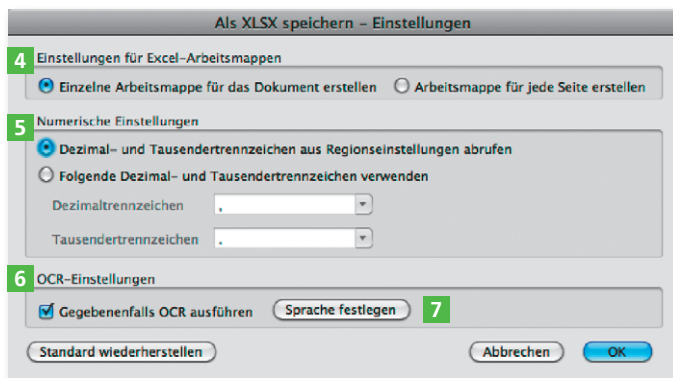 Als XLSX speichern – Einstellungen
4 Einstellungen für Excel-Arbeitsmappen
Einzelne Arbeitsmappe für das Dokument erstellen Arbeitsmappe für jede Seite erstellen
5 Numerische Einstellungen
Dezimal- und Tausendertrennzeichen aus Regionseinstellungen abrufen
Folgende Dezimal- und Tausendertrennzeichen verwenden
Dezimaltrennzeichen ,
Tausendertrennzeichen .
6 OCR-Einstellungen
Gegebenenfalls OCR ausführen Sprache festlegen 7
Standard wiederherstellen Abbrechen OK